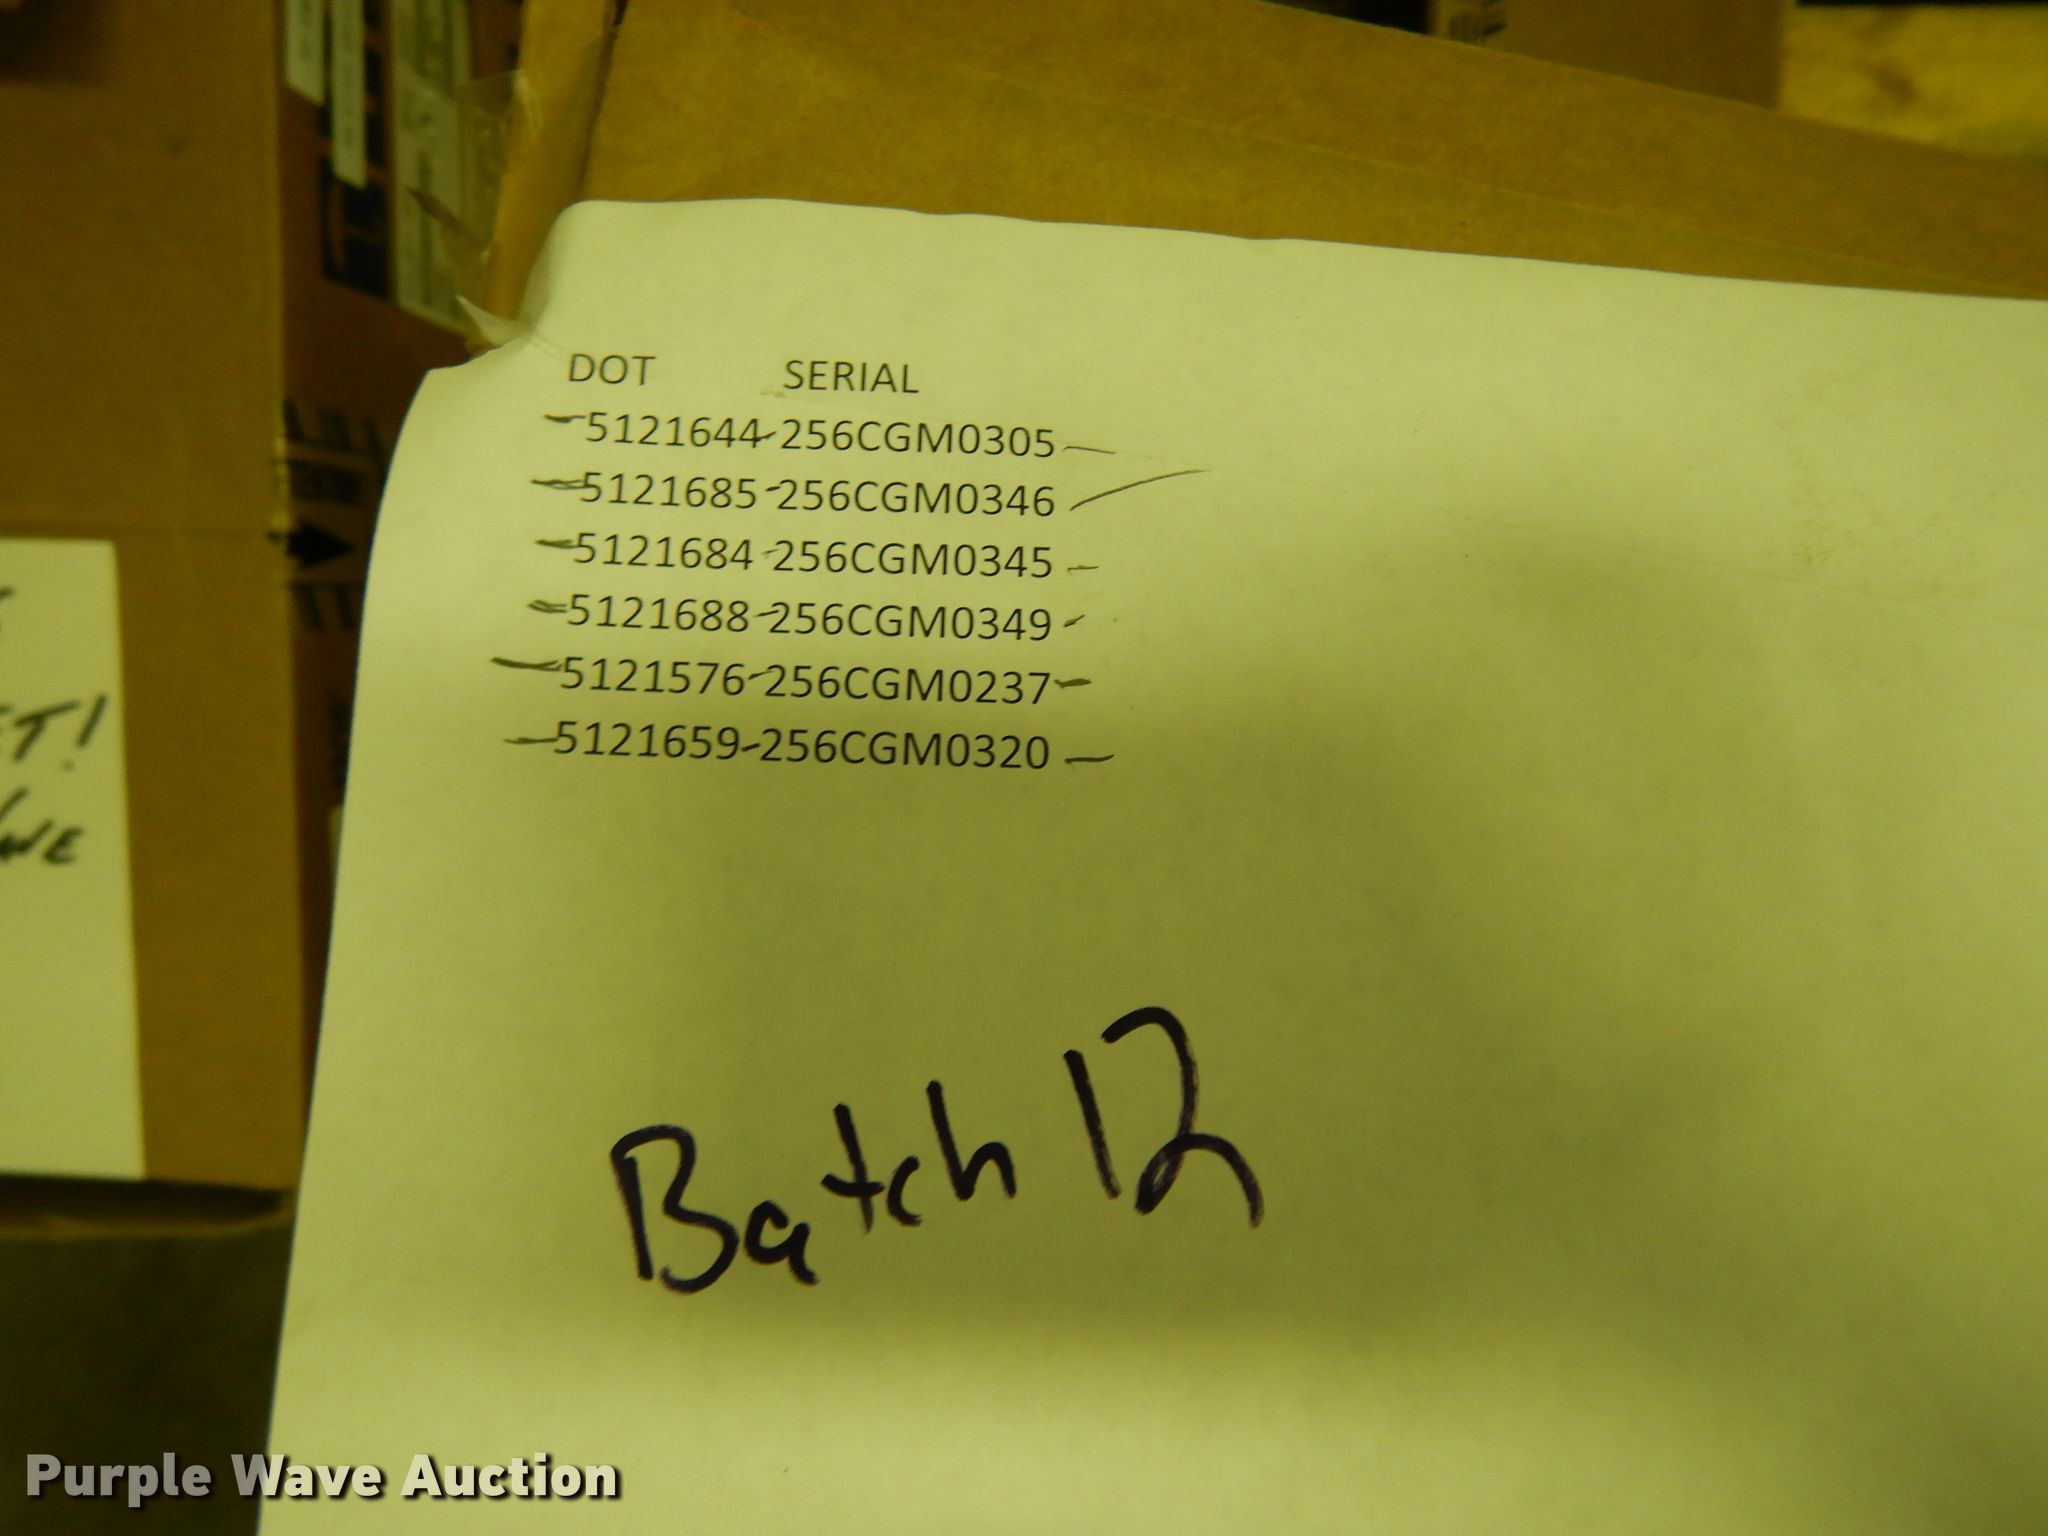 DOT SERIAL
5121644-256CGM0305
5121685-256CGM0346
5121684-256CGM0345
5121688-256CGM0349
5121576-256CGM0237
5121659-256CGM0320
Batch 12
Purple Wave Auction